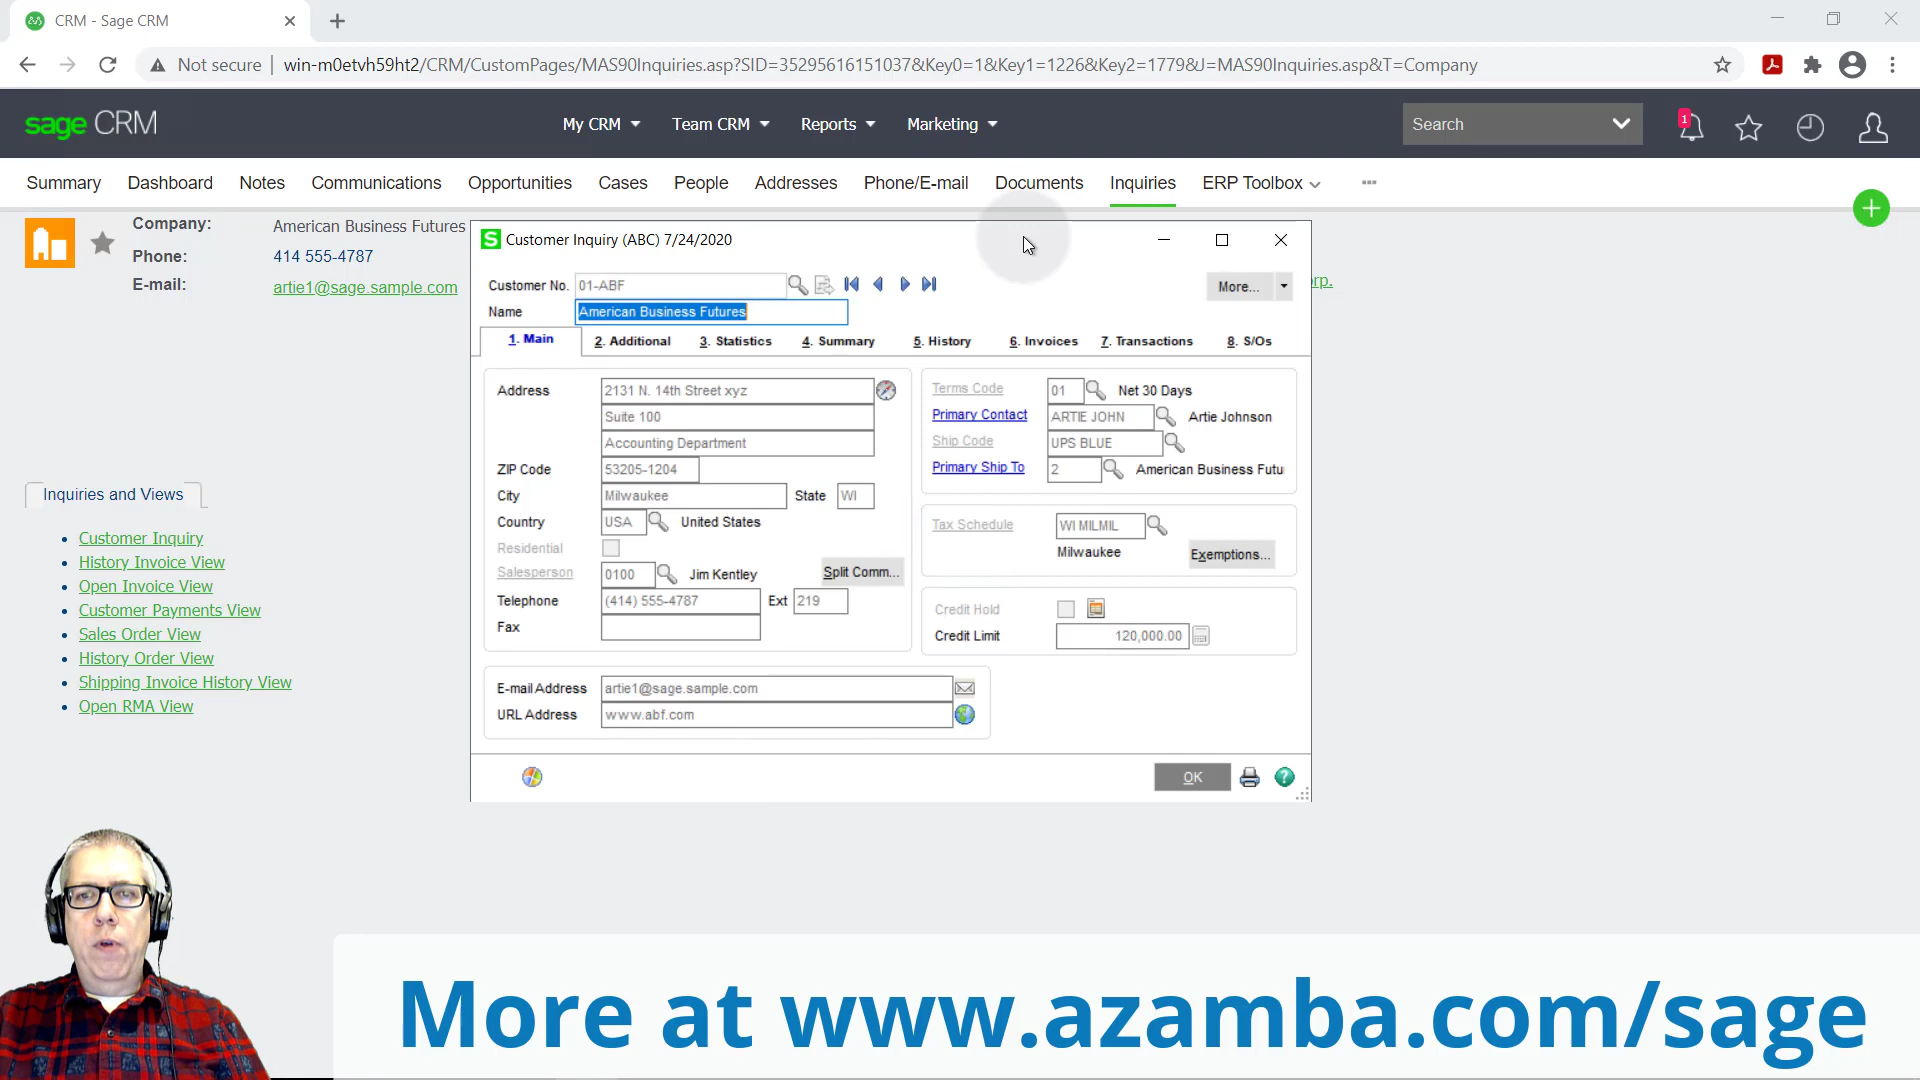 CRM - Sage CRM
Not secure
win-m0etvh59ht2/CRM/CustomPages/MAS90Inquiries.asp?SID=35295616151037&Key0=1&Key1=1226&Key2=1779&J=MAS90Inquiries.asp&T=Company
sage CRM
My CRM
Team CRM
Reports
Marketing
Search
1
Summary
Dashboard
Notes
Communications
Opportunities
Cases
People
Addresses
Phone/E-mail
Documents
Inquiries
ERP Toolbox
Company: American Business Futures
Phone: 414 555-4787
E-mail: artie1@sage.sample.com
rp.
Inquiries and Views
Customer Inquiry
History Invoice View
Open Invoice View
Customer Payments View
Sales Order View
History Order View
Shipping Invoice History View
Open RMA View
S Customer Inquiry (ABC) 7/24/2020
Customer No. 01-ABF
More...
Name American Business Futures
1. Main
2. Additional
3. Statistics
4. Summary
5. History
6. Invoices
7. Transactions
8. S/Os
Address 2131 N. 14th Street xyz
Suite 100
Accounting Department
ZIP Code 53205-1204
City Milwaukee State WI
Country USA United States
Residential
Salesperson 0100 Jim Kentley Split Comm...
Telephone (414) 555-4787 Ext 219
Fax
Terms Code 01 Net 30 Days
Primary Contact ARTIE JOHN Artie Johnson
Ship Code UPS BLUE
Primary Ship To 2 American Business Futu
Tax Schedule WI MILMIL
Milwaukee Exemptions...
Credit Hold
Credit Limit 120,000.00
E-mail Address artie1@sage.sample.com
URL Address www.abf.com
OK
?
More at www.azamba.com/sage